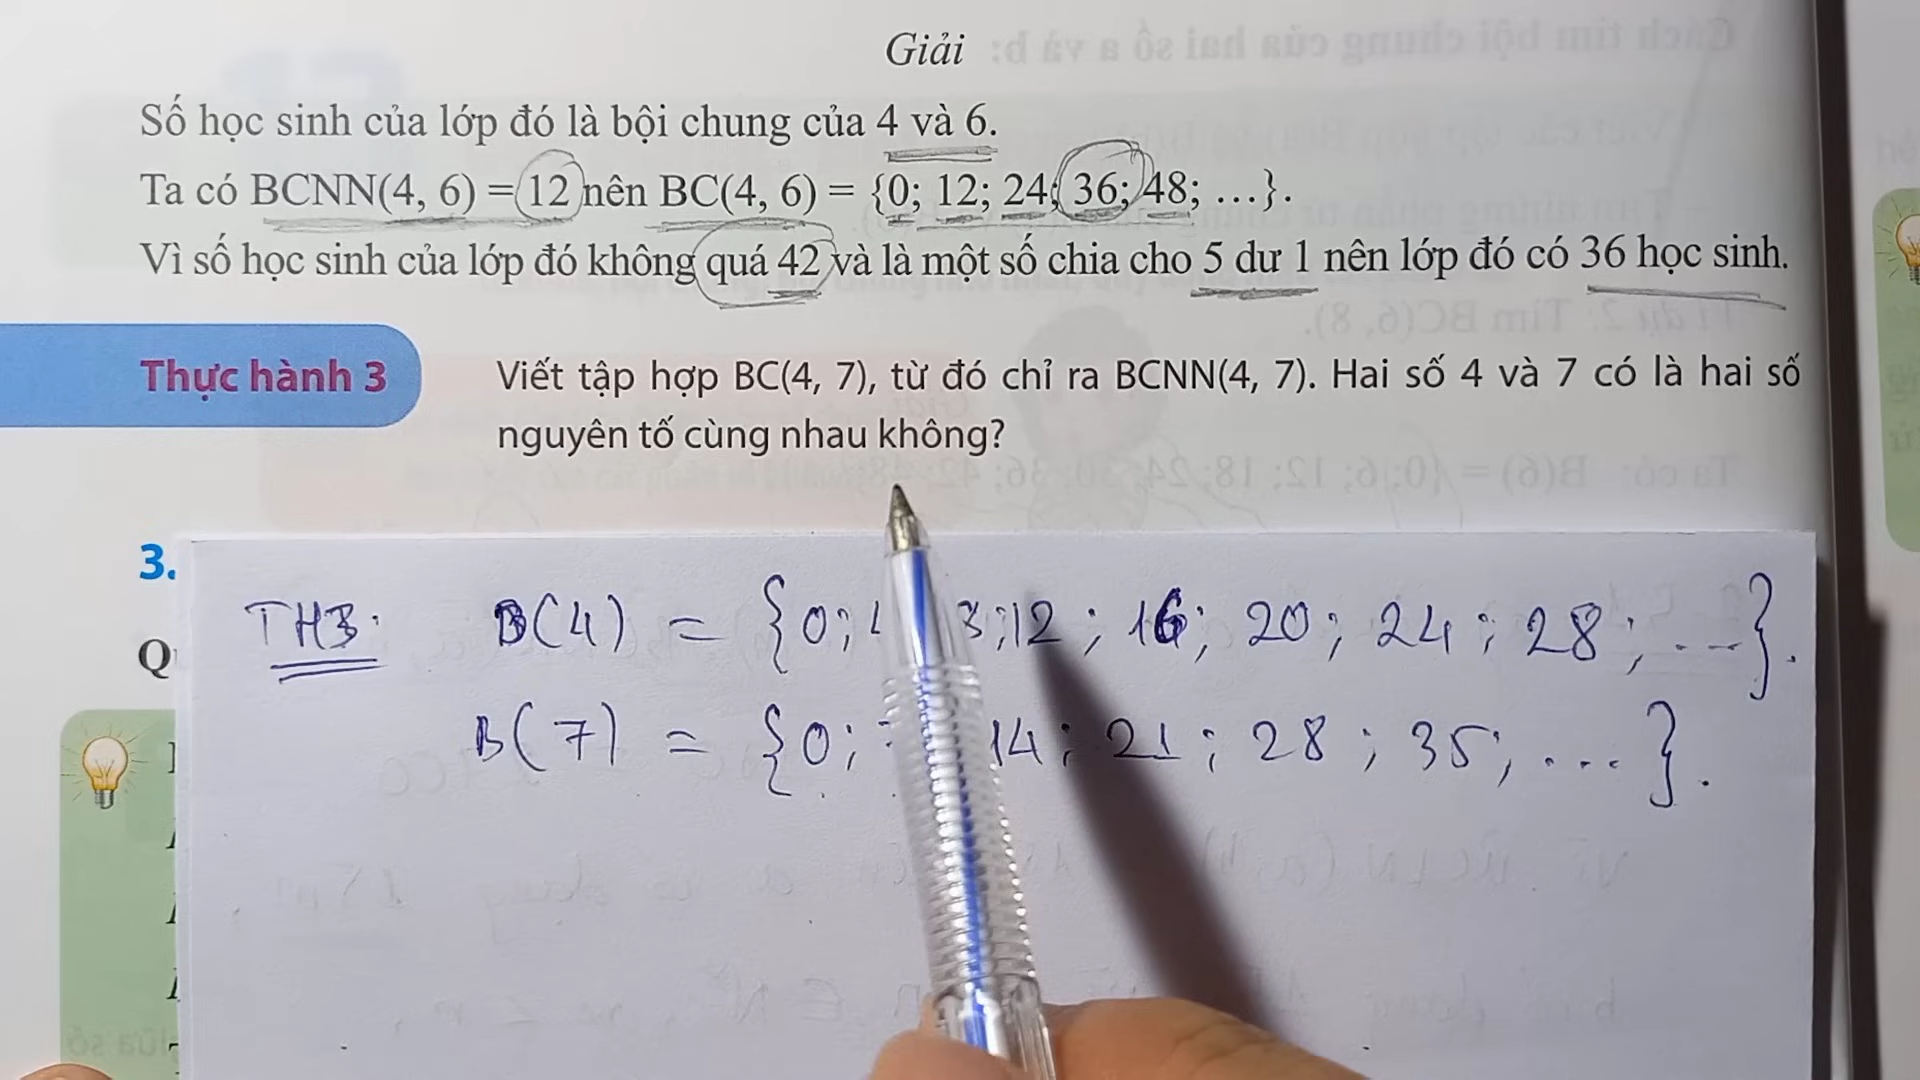 Giải
Số học sinh của lớp đó là bội chung của 4 và 6.
Ta có BCNN(4, 6) = 12 nên BC(4, 6) = {0; 12; 24; 36; 48; …}.
Vì số học sinh của lớp đó không quá 42 và là một số chia cho 5 dư 1 nên lớp đó có 36 học sinh.
Thực hành 3
Viết tập hợp BC(4, 7), từ đó chỉ ra BCNN(4, 7). Hai số 4 và 7 có là hai số
nguyên tố cùng nhau không?
3.
TH3: B(4) = {0; 12; 16; 20; 24; 28; ...}.
B(7) = {0; 14; 21; 28; 35; ...}.